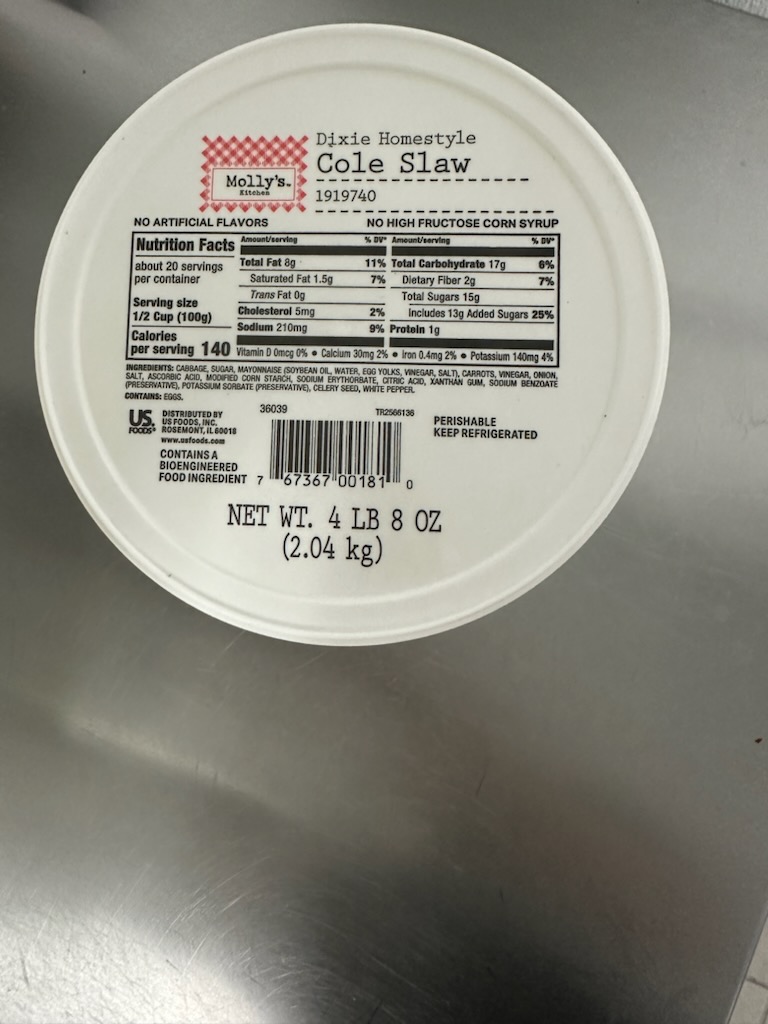 Dixie Homestyle
Cole Slaw
Molly's
Kitchen
1919740
NO ARTIFICIAL FLAVORS
NO HIGH FRUCTOSE CORN SYRUP
Nutrition Facts
about 20 servings
per container
Serving size
1/2 Cup (100g)
Calories
per serving 140
Amount/serving % DV*
Total Fat 8g 11%
Saturated Fat 1.5g 7%
Trans Fat 0g
Cholesterol 5mg 2%
Sodium 210mg 9%
Amount/serving % DV*
Total Carbohydrate 17g 6%
Dietary Fiber 2g 7%
Total Sugars 15g
Includes 13g Added Sugars 25%
Protein 1g
Vitamin D 0mcg 0% • Calcium 30mg 2% • Iron 0.4mg 2% • Potassium 140mg 4%
INGREDIENTS: CABBAGE, SUGAR, MAYONNAISE (SOYBEAN OIL, WATER, EGG YOLKS, VINEGAR, SALT), CARROTS, VINEGAR, ONION,
SALT, ASCORBIC ACID, MODIFIED CORN STARCH, SODIUM ERYTHORBATE, CITRIC ACID, XANTHAN GUM, SODIUM BENZOATE
(PRESERVATIVE), POTASSIUM SORBATE (PRESERVATIVE), CELERY SEED, WHITE PEPPER.
CONTAINS: EGGS.
US.
FOODS
DISTRIBUTED BY
US FOODS, INC.
ROSEMONT, IL 60018
www.usfoods.com
CONTAINS A
BIOENGINEERED
FOOD INGREDIENT
36039
TR2566136
7 67367 00181 0
PERISHABLE
KEEP REFRIGERATED
NET WT. 4 LB 8 OZ
(2.04 kg)